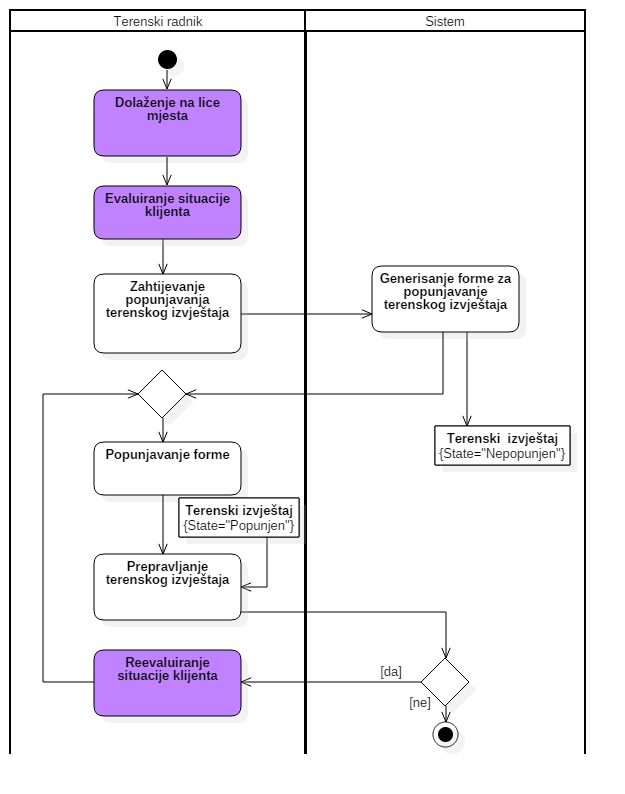 Terenski radnik
Sistem
Dolaženje na lice
mjesta
Evaluiranje situacije
klijenta
Zahtijevanje
popunjavanja
terenskog izvještaja
Generisanje forme za
popunjavanje
terenskog izvještaja
Terenski izvještaj
{State="Nepopunjen"}
Popunjavanje forme
Terenski izvještaj
{State="Popunjen"}
Prepravljanje
terenskog izvještaja
Reevaluiranje
situacije klijenta
[da]
[ne]